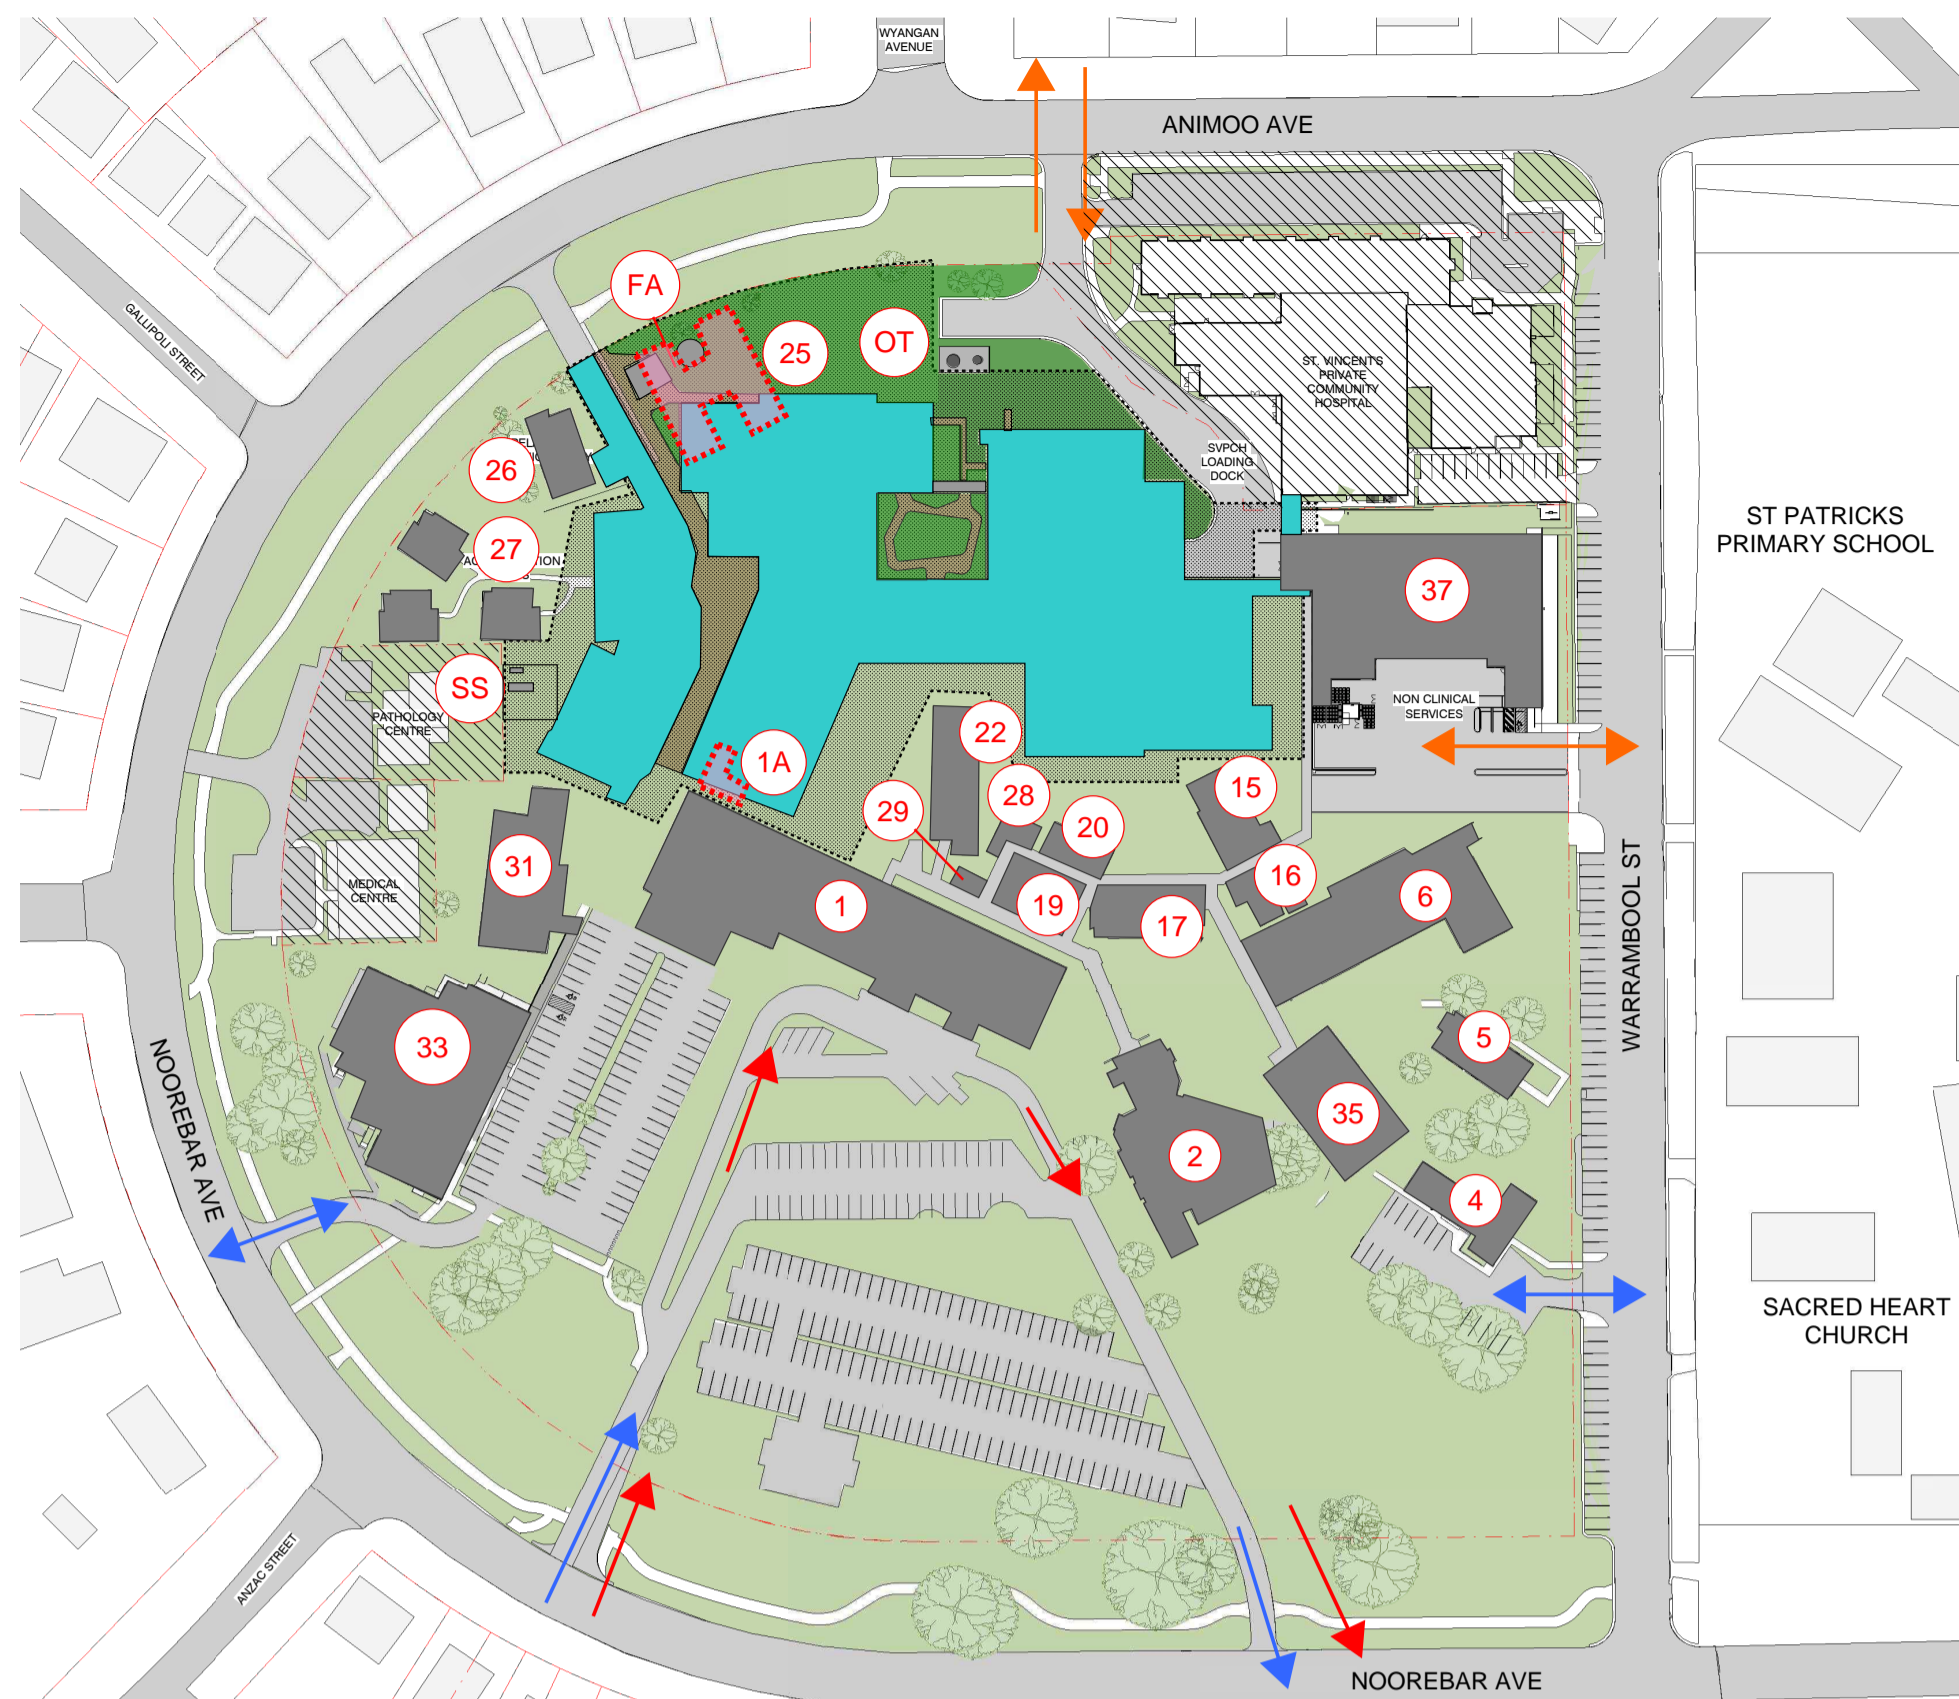 WYANGAN
AVENUE
ANIMOO AVE
GALLIPOLI STREET
FA
25
OT
ST. VINCENT'S
PRIVATE
COMMUNITY
HOSPITAL
SVPCH
LOADING
DOCK
26
27
ST PATRICKS
PRIMARY SCHOOL
37
SS
PATHOLOGY
CENTRE
NON CLINICAL
SERVICES
22
1A
15
28
29
20
31
MEDICAL
CENTRE
1
19
17
16
6
WARRAMBOOL ST
33
5
NOOREBAR AVE
35
2
4
SACRED HEART
CHURCH
ANZAC STREET
NOOREBAR AVE